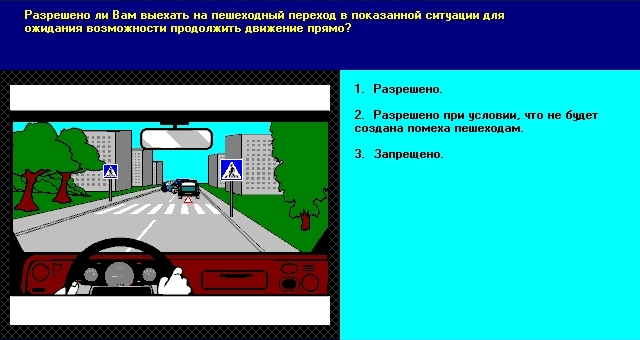 Разрешено ли Вам выехать на пешеходный переход в показанной ситуации для
ожидания возможности продолжить движение прямо?
1. Разрешено.
2. Разрешено при условии, что не будет
создана помеха пешеходам.
3. Запрещено.